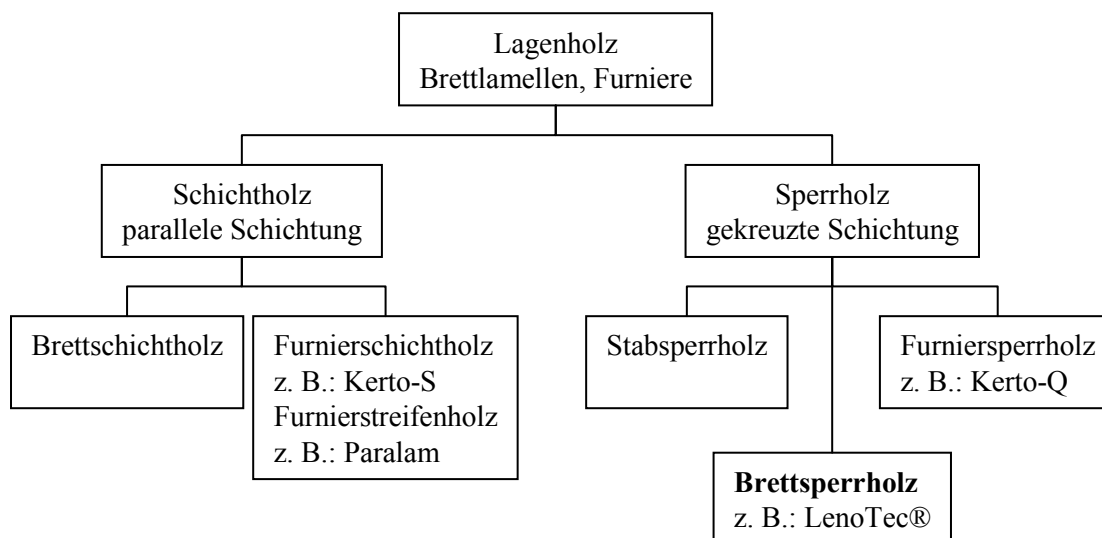 Lagenholz
Brettlamellen, Furniere
Schichtholz
parallele Schichtung
Sperrholz
gekreuzte Schichtung
Brettschichtholz
Furnierschichtholz
z. B.: Kerto-S
Furnierstreifenholz
z. B.: Paralam
Stabsperrholz
Furniersperrholz
z. B.: Kerto-Q
Brettsperrholz
z. B.: LenoTec®